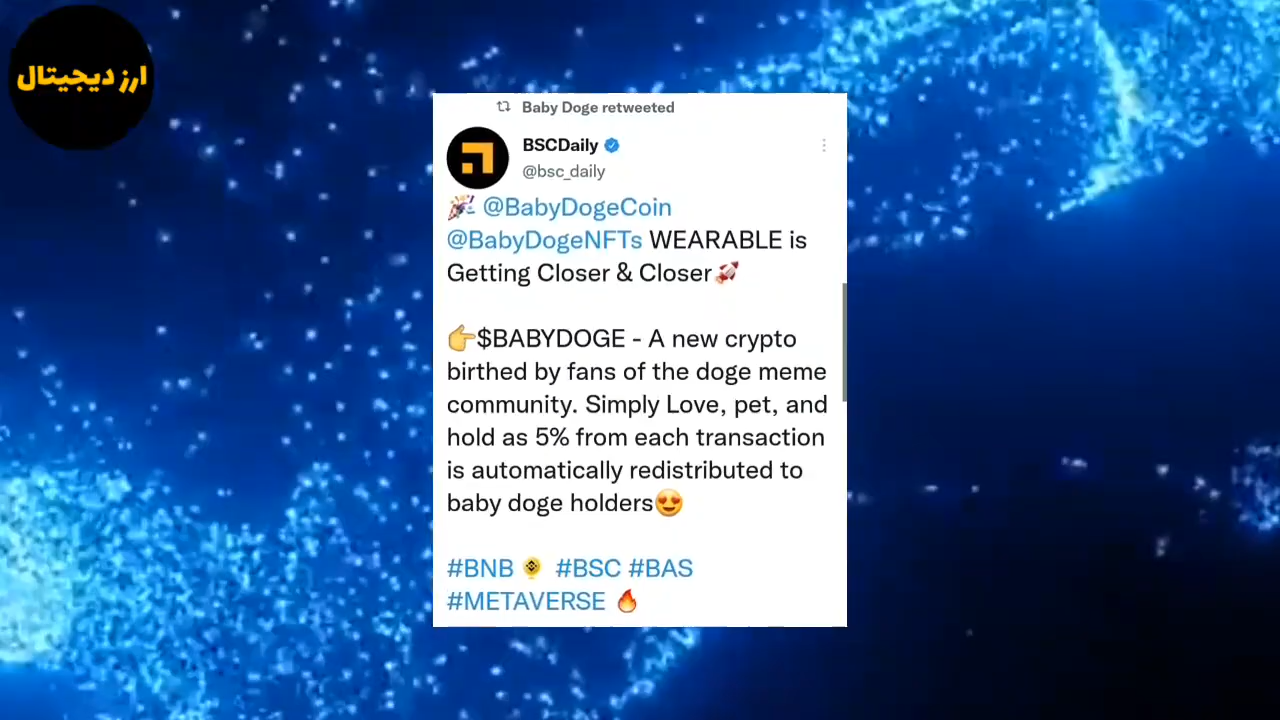 ارز دیجیتال
Baby Doge retweeted
BSCDaily
@bsc_daily
🎉 @BabyDogeCoin
@BabyDogeNFTs WEARABLE is
Getting Closer & Closer🚀
👉$BABYDOGE - A new crypto
birthed by fans of the doge meme
community. Simply Love, pet, and
hold as 5% from each transaction
is automatically redistributed to
baby doge holders😍
#BNB #BSC #BAS
#METAVERSE 🔥